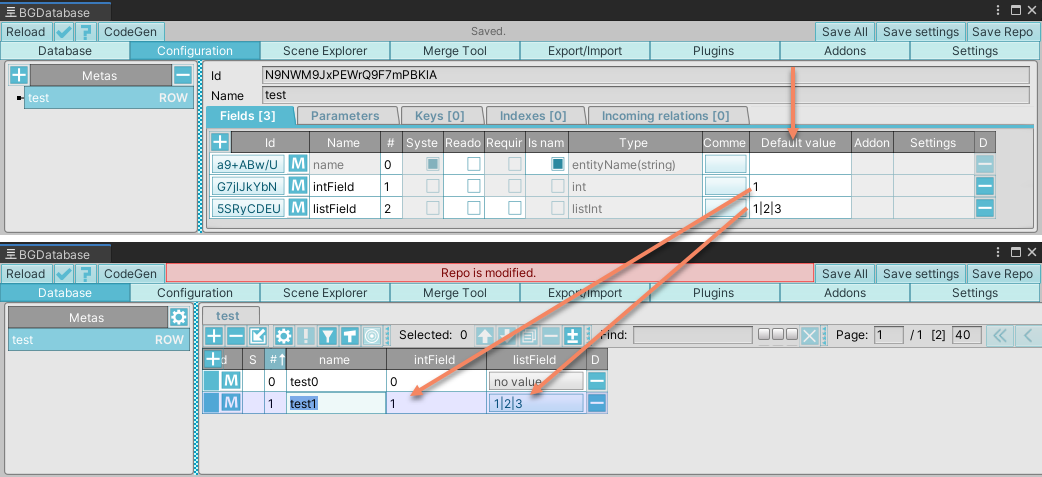 BGDatabase
Reload ? CodeGen Saved. Save All Save settings Save Repo
Database Configuration Scene Explorer Merge Tool Export/Import Plugins Addons Settings
+ Metas −
test ROW
Id N9NWM9JxPEWrQ9F7mPBKIA
Name test
Fields [3] Parameters Keys [0] Indexes [0] Incoming relations [0]
+ Id Name # Syste Reado Requir Is nam Type Comme Default value Addon Settings D
a9+ABw/U M name 0 entityName(string) −
G7jlJkYbN M intField 1 int 1 −
5SRyCDEU M listField 2 listInt 1|2|3 −
BGDatabase
Reload ? CodeGen Repo is modified. Save All Save settings Save Repo
Database Configuration Scene Explorer Merge Tool Export/Import Plugins Addons Settings
Metas test
test + − Selected: 0 Find: Page: 1 / 1 [2] 40
+ d S #↑ name intField listField D
M 0 test0 0 no value −
M 1 test1 1 1|2|3 −